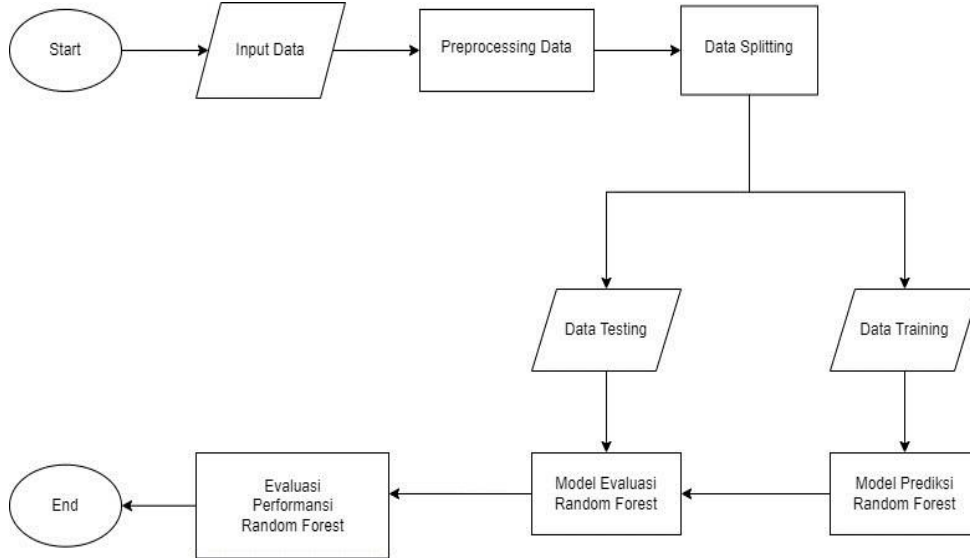 Start
Input Data
Preprocessing Data
Data Splitting
Data Testing
Data Training
End
Evaluasi
Performansi
Random Forest
Model Evaluasi
Random Forest
Model Prediksi
Random Forest